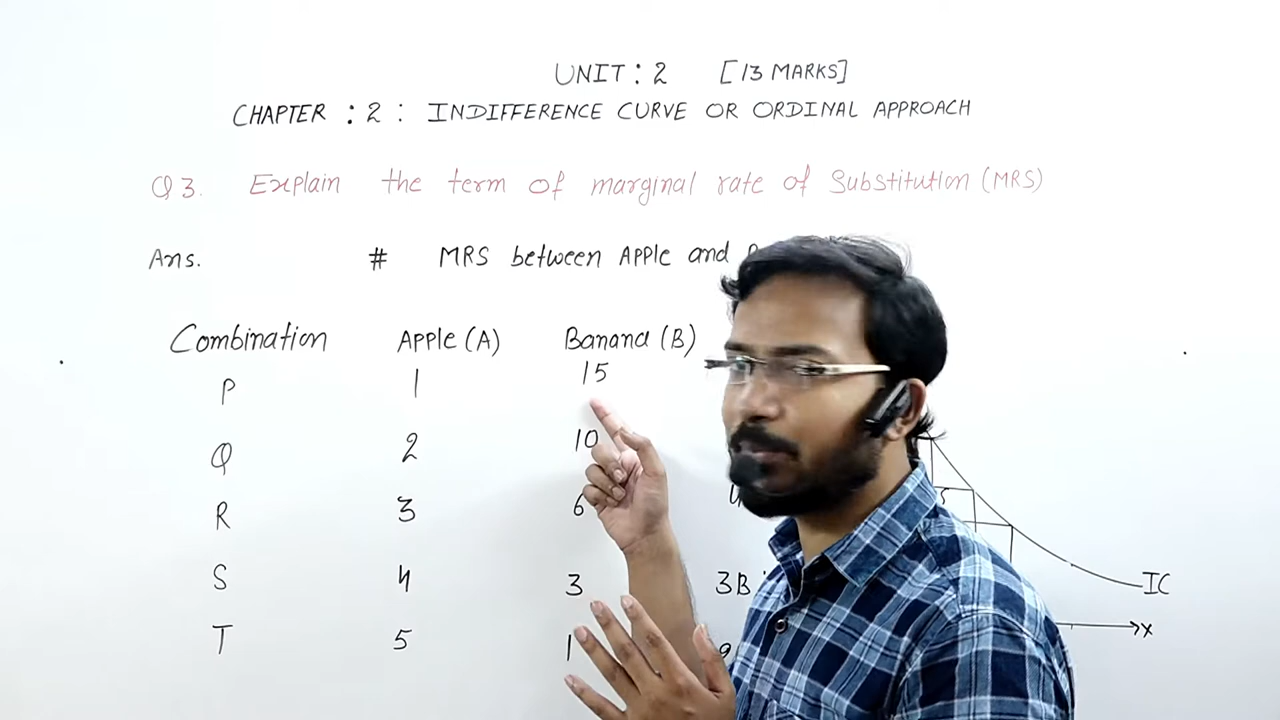 UNIT : 2 [13 MARKS]
CHAPTER : 2 : INDIFFERENCE CURVE OR ORDINAL APPROACH
Q3. Explain the term of marginal rate of Substitution (MRS)
Ans. # MRS between Apple and
Combination Apple (A) Banana (B)
P 1 15
Q 2 10
R 3 6
S 4 3 3B IC
T 5 1 x